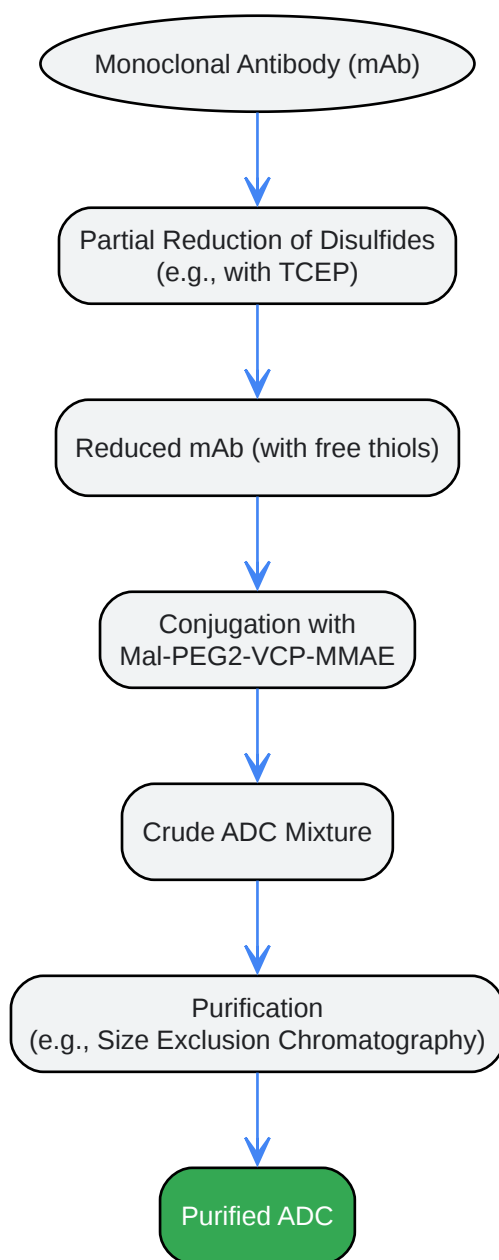 Monoclonal Antibody (mAb)
Partial Reduction of Disulfides
(e.g., with TCEP)
Reduced mAb (with free thiols)
Conjugation with
Mal-PEG2-VCP-MMAE
Crude ADC Mixture
Purification
(e.g., Size Exclusion Chromatography)
Purified ADC